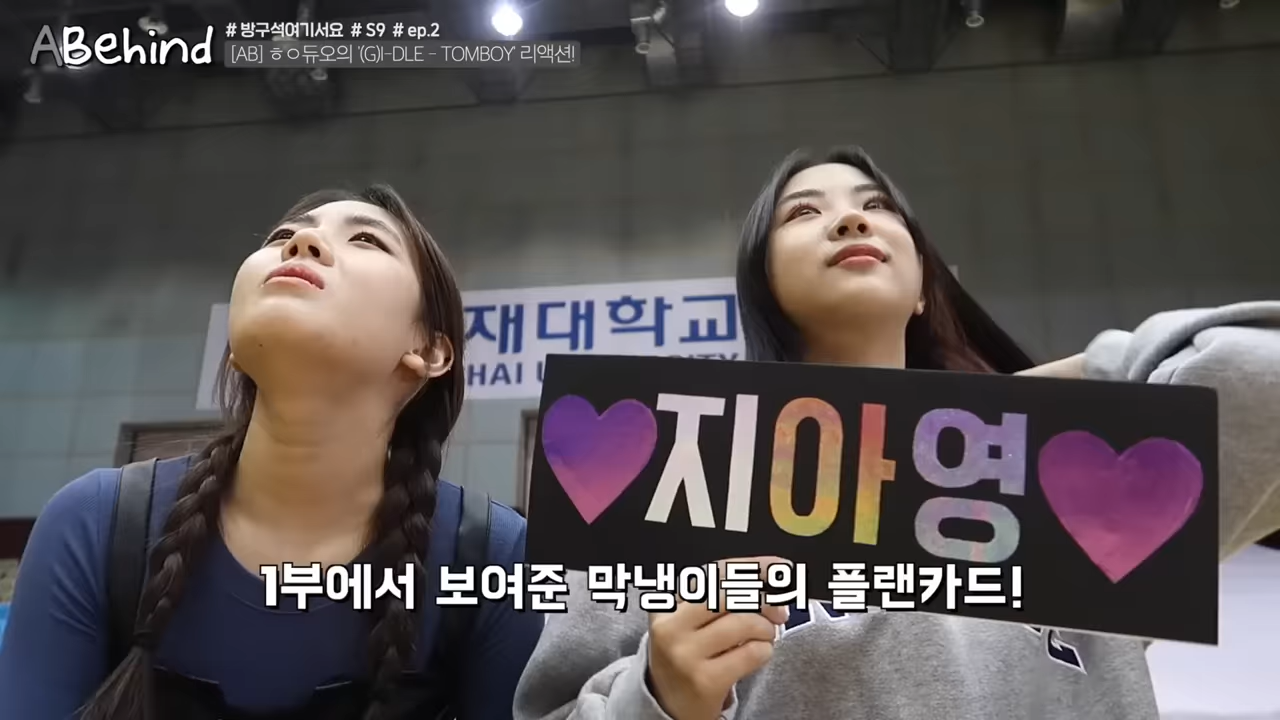 ABehind
# 방구석여기서요 # S9 # ep.2
[AB] ㅎㅇ듀오의 '(G)I-DLE - TOMBOY' 리액션!
재대학교
HAI U
CITY
지아영
1부에서 보여준 막냉이들의 플랜카드!